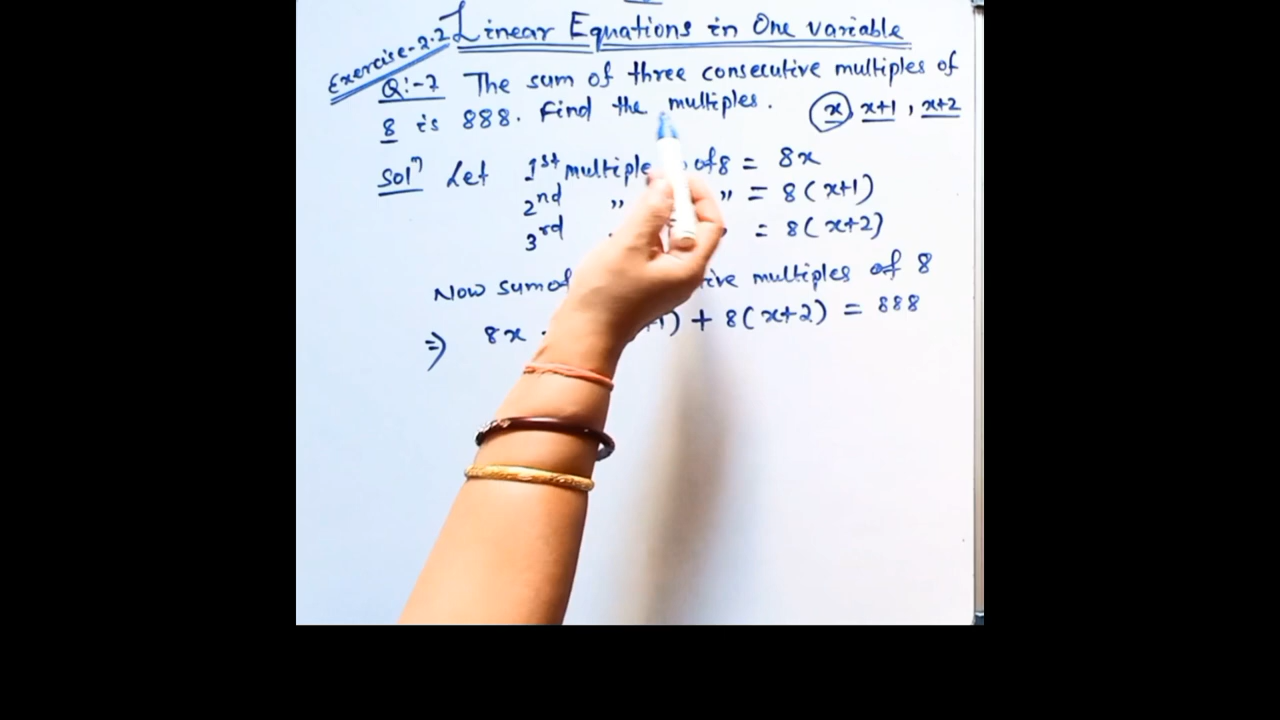 Linear Equations in One variable
Exercise-2.2
Q:-7 The sum of three consecutive multiples of
8 is 888. Find the multiples. x, x+1, x+2
Solⁿ Let 1st multiple of 8 = 8x
2nd " " = 8(x+1)
3rd = 8(x+2)
Now sum of multiples of 8
⇒ 8x + 8(x+2) = 888